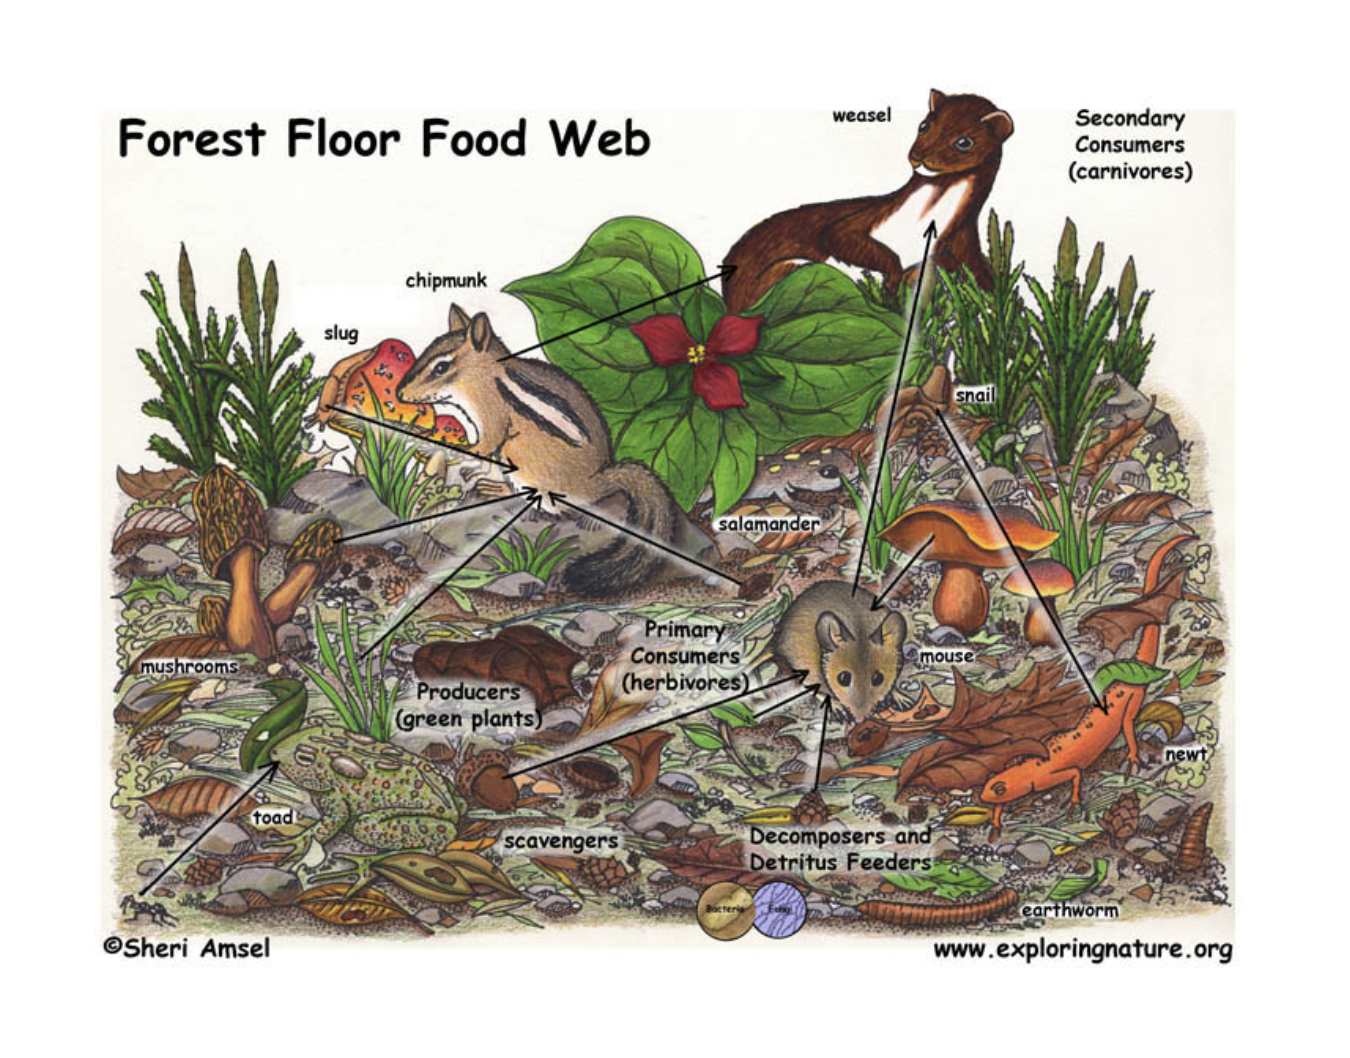 Forest Floor Food Web
weasel
Secondary
Consumers
(carnivores)
chipmunk
slug
snail
salamander
Primary
Consumers
(herbivores)
mouse
mushrooms
Producers
(green plants)
newt
toad
scavengers
Decomposers and
Detritus Feeders
Bacteria
Fungi
earthworm
©Sheri Amsel
www.exploringnature.org